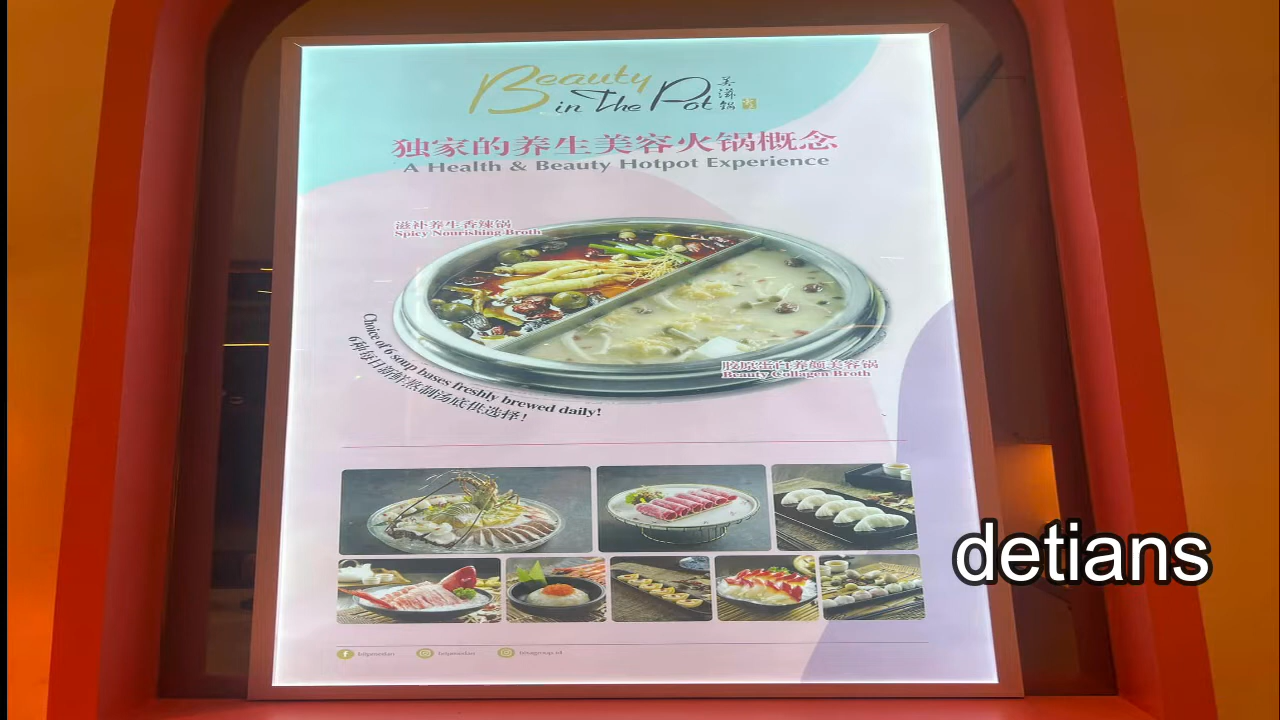 Beauty
in The Pot
美滋锅
独家的养生美容火锅概念
A Health & Beauty Hotpot Experience
滋补养生香辣锅
Spicy Nourishing Broth
胶原蛋白养颜美容锅
Beauty Collagen Broth
Choice of 6 soup bases freshly brewed daily!
6种每日新鲜熬制汤底供选择!
detians